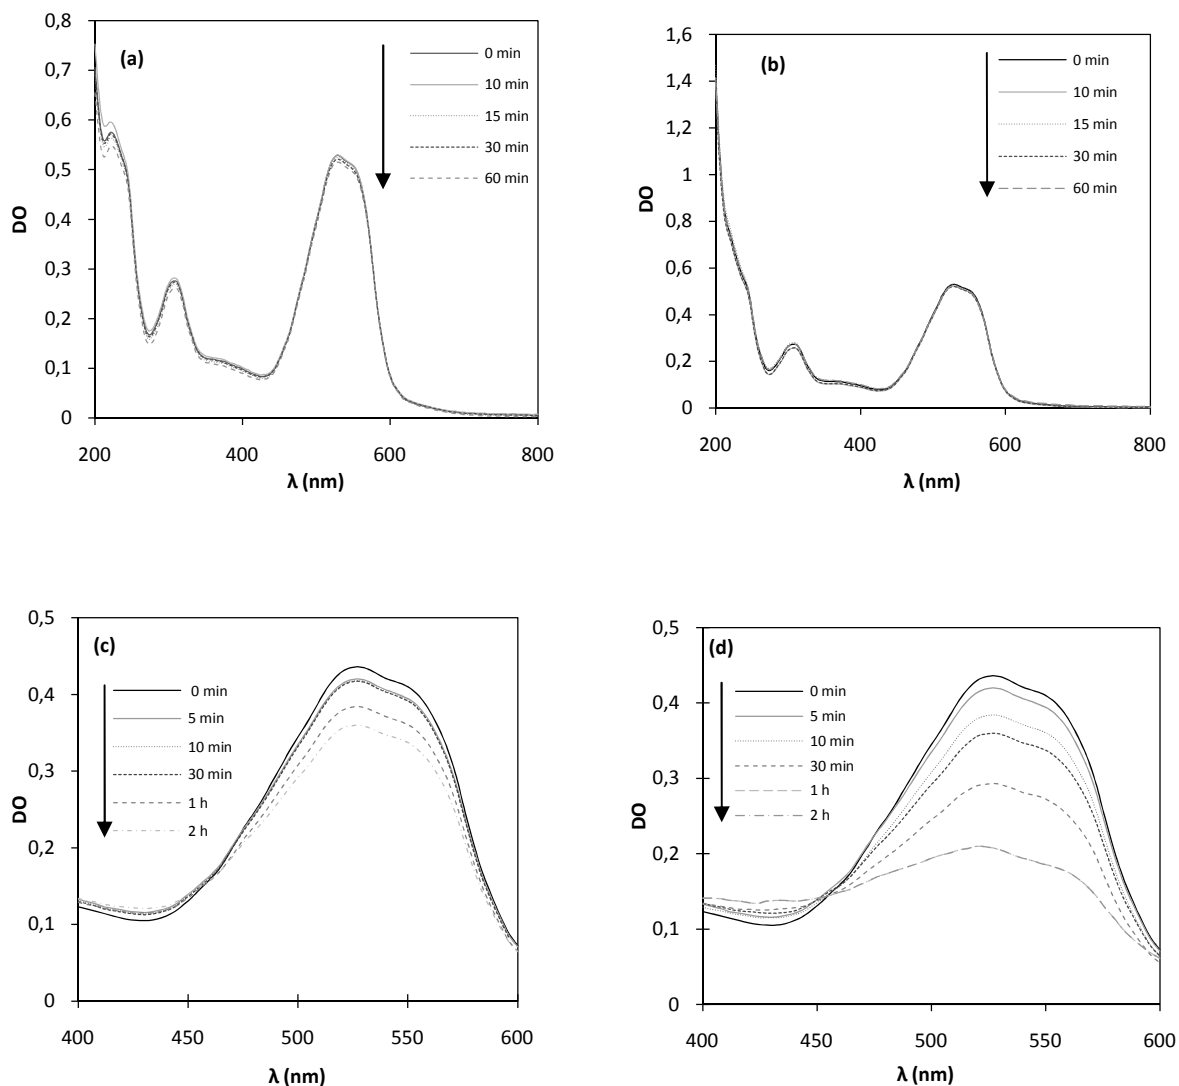 (a)
0 min
10 min
15 min
30 min
60 min
0,8
0,7
0,6
0,5
0,4
0,3
0,2
0,1
0
DO
200
400
600
800
λ (nm)
(b)
0 min
10 min
15 min
30 min
60 min
1,6
1,4
1,2
1
0,8
0,6
0,4
0,2
0
DO
200
400
600
800
λ (nm)
(c)
0 min
5 min
10 min
30 min
1 h
2 h
0,5
0,4
0,3
0,2
0,1
0
DO
400
450
500
550
600
λ (nm)
(d)
0 min
5 min
10 min
30 min
1 h
2 h
0,5
0,4
0,3
0,2
0,1
0
DO
400
450
500
550
600
λ (nm)